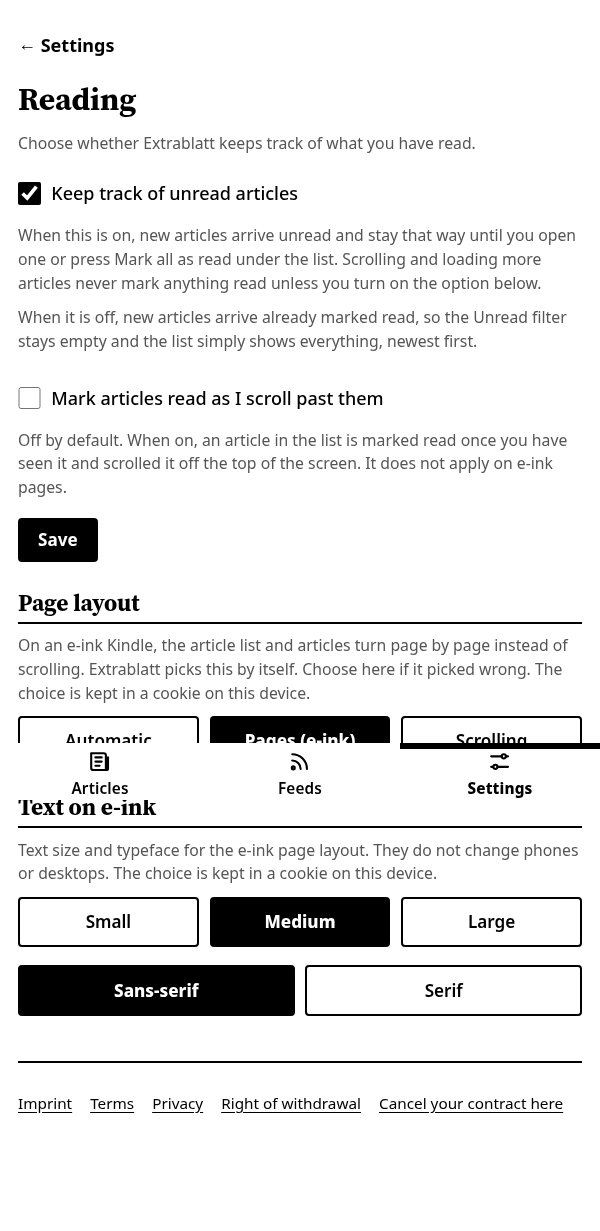 ← Settings
Reading
Choose whether Extrablatt keeps track of what you have read.
Keep track of unread articles
When this is on, new articles arrive unread and stay that way until you open
one or press Mark all as read under the list. Scrolling and loading more
articles never mark anything read unless you turn on the option below.
When it is off, new articles arrive already marked read, so the Unread filter
stays empty and the list simply shows everything, newest first.
Mark articles read as I scroll past them
Off by default. When on, an article in the list is marked read once you have
seen it and scrolled it off the top of the screen. It does not apply on e-ink
pages.
Save
Page layout
On an e-ink Kindle, the article list and articles turn page by page instead of
scrolling. Extrablatt picks this by itself. Choose here if it picked wrong. The
choice is kept in a cookie on this device.
Automatic Pages (e-ink) Scrolling
Articles Feeds Settings
Text on e-ink
Text size and typeface for the e-ink page layout. They do not change phones
or desktops. The choice is kept in a cookie on this device.
Small Medium Large
Sans-serif Serif
Imprint Terms Privacy Right of withdrawal Cancel your contract here